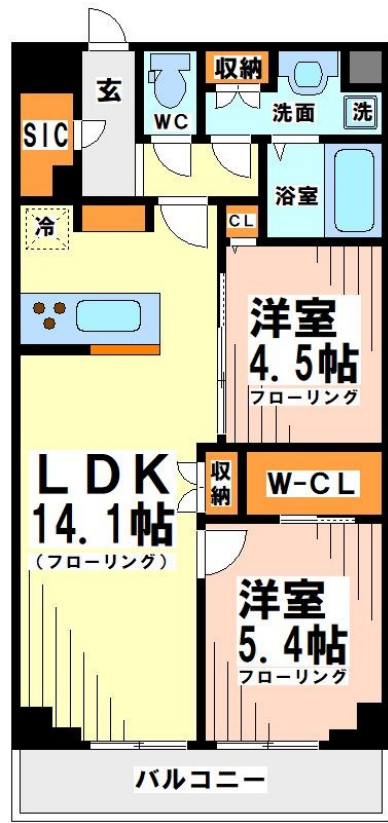 玄
収納
WC
洗面
洗
SIC
浴室
冷
CL
洋室
4.5帖
フローリング
LDK
14.1帖
(フローリング)
収納
W-CL
洋室
5.4帖
フローリング
バルコニー